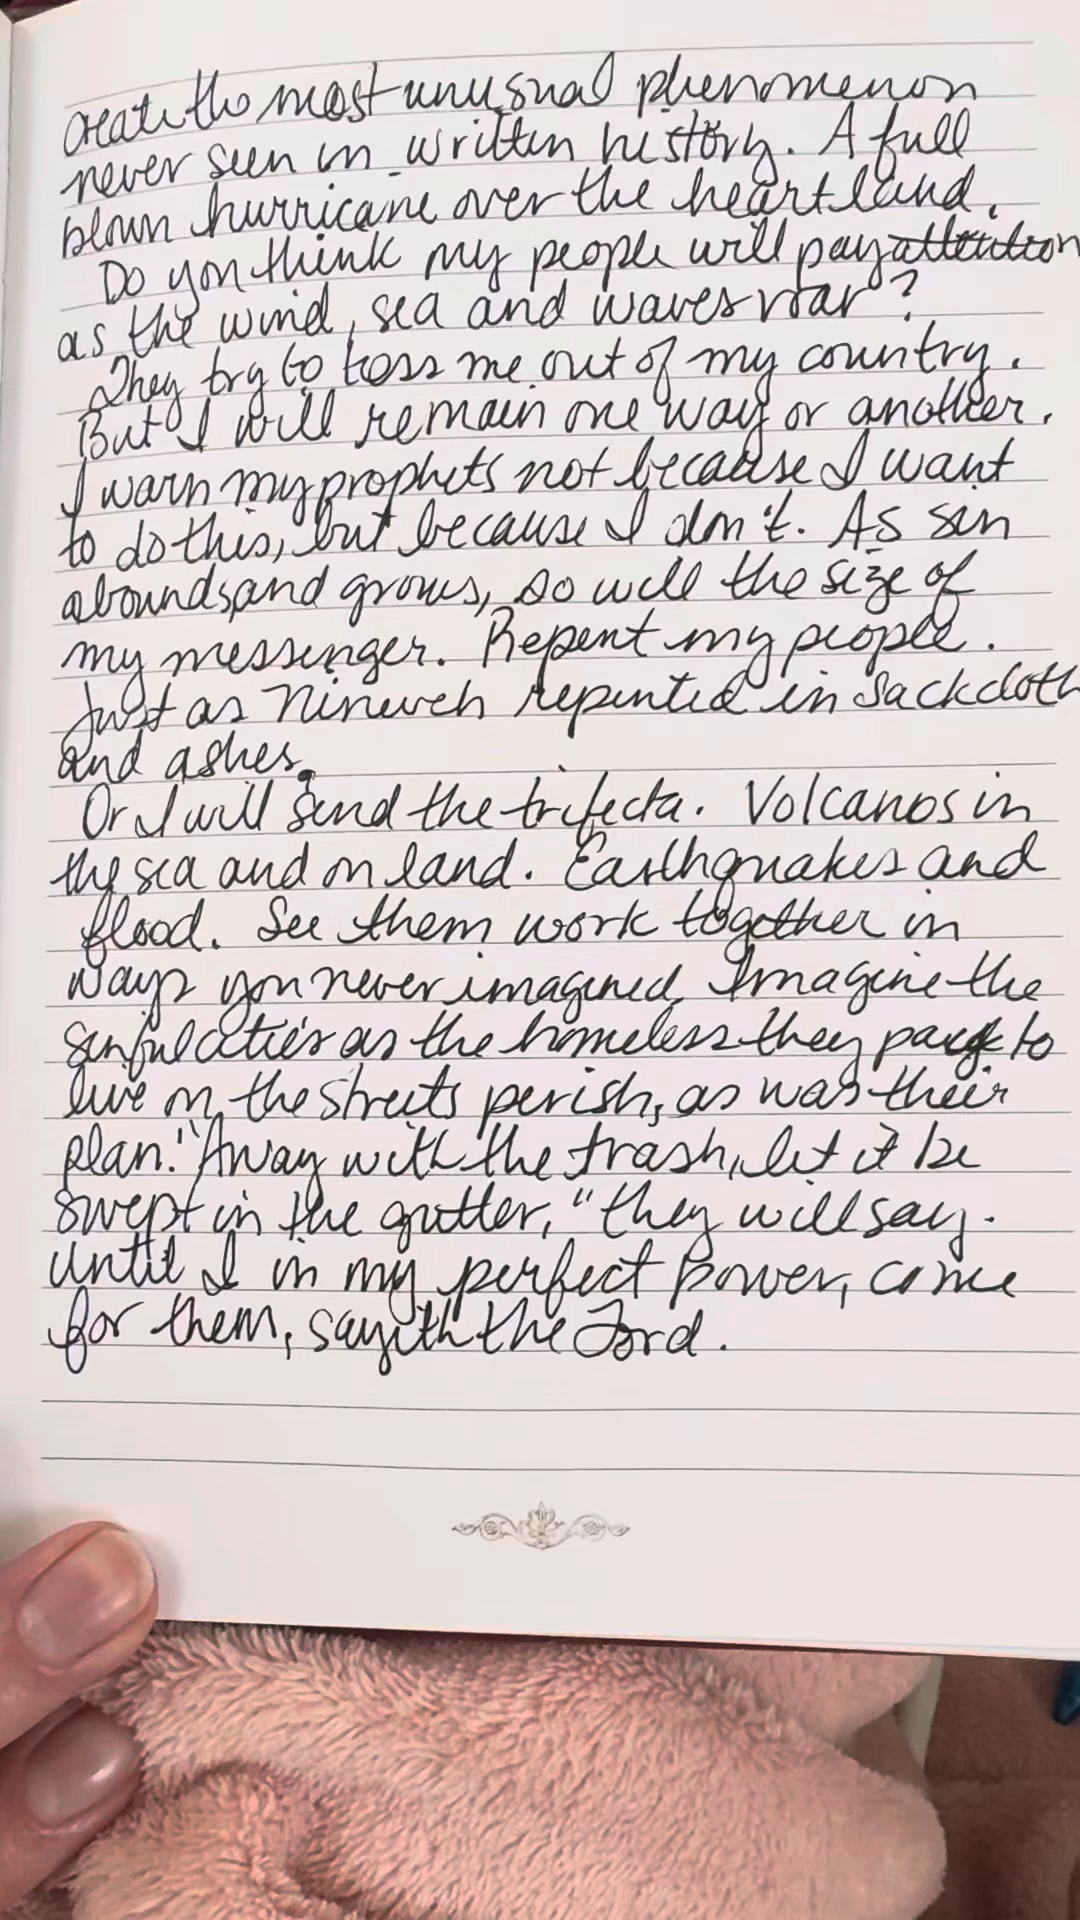 create the most unusual phenomenon
never seen in written history. A full
blown hurricane over the heartland.
Do you think my people will pay attention
as the wind, sea and waves roar?
They try to toss me out of my country.
But I will remain one way or another.
I warn my prophets not because I want
to do this, but because I don't. As sin
abounds, and grows, so will the size of
my messenger. Repent my people.
Just as Nineveh repented in sackcloth
and ashes.
Or I will send the trifecta. Volcanos in
the sea and on land. Earthquakes and
flood. See them work together in
ways you never imagined. Imagine the
sinful cities as the homeless they pay to
live on the streets perish, as was their
plan. "Away with the trash, let it be
swept in the gutter," they will say.
Until I in my perfect power, come
for them, sayith the Lord.